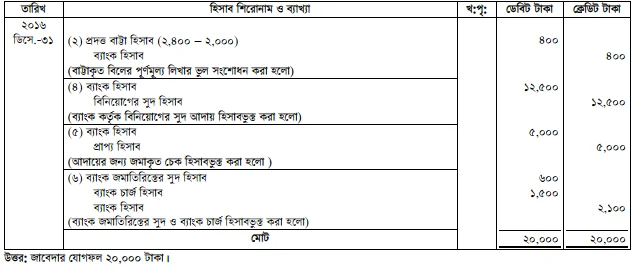 তারিখ হিসাব শিরোনাম ও ব্যাখ্যা খ:পৃ: ডেবিট টাকা ক্রেডিট টাকা
২০১৬
ডিসে.-৩১ (২) প্রদত্ত বাট্টা হিসাব (২,৪০০ – ২,০০০) ৪০০
ব্যাংক হিসাব ৪০০
(বাট্টাকৃত বিলের পূর্ণমূল্য লিখার ভুল সংশোধন করা হলো)
(৪) ব্যাংক হিসাব ১২,৫০০
বিনিয়োগের সুদ হিসাব ১২,৫০০
(ব্যাংক কর্তৃক বিনিয়োগের সুদ আদায় হিসাবভুক্ত করা হলো)
(৫) ব্যাংক হিসাব ৫,০০০
প্রাপ্য হিসাব ৫,০০০
(আদায়ের জন্য জমাকৃত চেক হিসাবভুক্ত করা হলো )
(৬) ব্যাংক জমাতিরিক্তের সুদ হিসাব ৬০০
ব্যাংক চার্জ হিসাব ১,৫০০
ব্যাংক হিসাব ২,১০০
(ব্যাংক জমাতিরিক্তের সুদ ও ব্যাংক চার্জ হিসাবভুক্ত করা হলো)
মোট ২০,০০০ ২০,০০০
উত্তর: জাবেদার যোগফল ২০,০০০ টাকা।